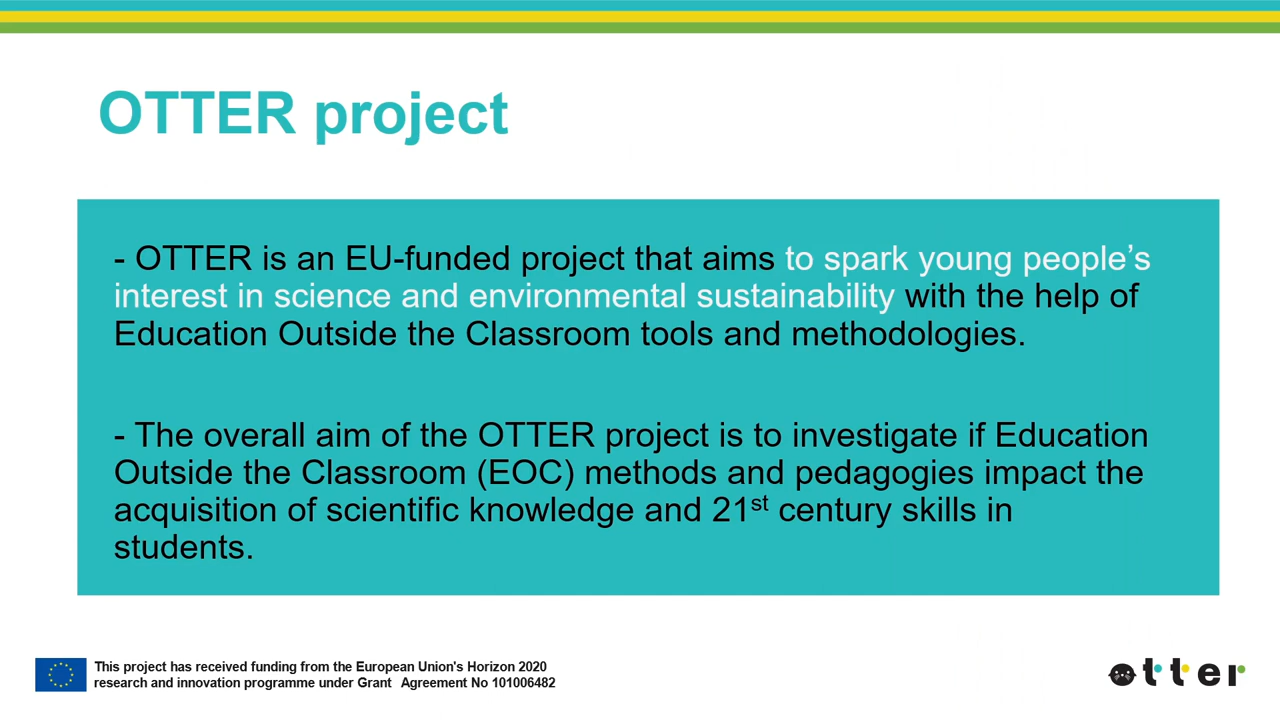 OTTER project
- OTTER is an EU-funded project that aims to spark young people’s
interest in science and environmental sustainability with the help of
Education Outside the Classroom tools and methodologies.
- The overall aim of the OTTER project is to investigate if Education
Outside the Classroom (EOC) methods and pedagogies impact the
acquisition of scientific knowledge and 21st century skills in
students.
This project has received funding from the European Union's Horizon 2020
research and innovation programme under Grant Agreement No 101006482
otter